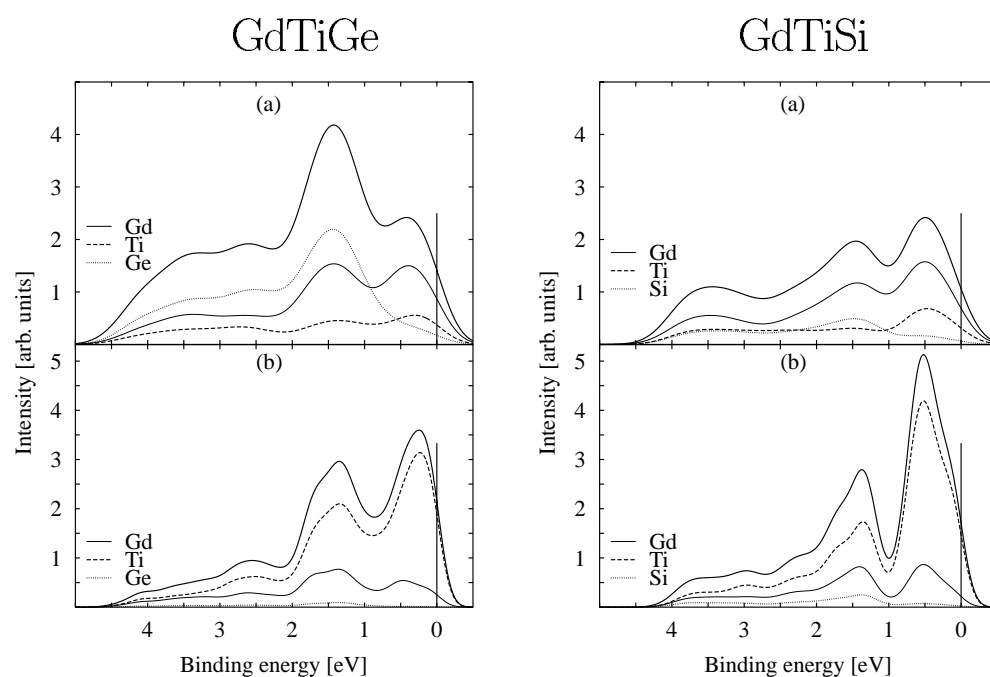 GdTiGe
(a)
4
3
2
1
Gd
Ti
Ge
Intensity [arb. units]
(b)
5
4
3
2
1
Gd
Ti
Ge
4 3 2 1 0
Binding energy [eV]
GdTiSi
(a)
4
3
2
1
Gd
Ti
Si
Intensity [arb. units]
(b)
5
4
3
2
1
Gd
Ti
Si
4 3 2 1 0
Binding energy [eV]